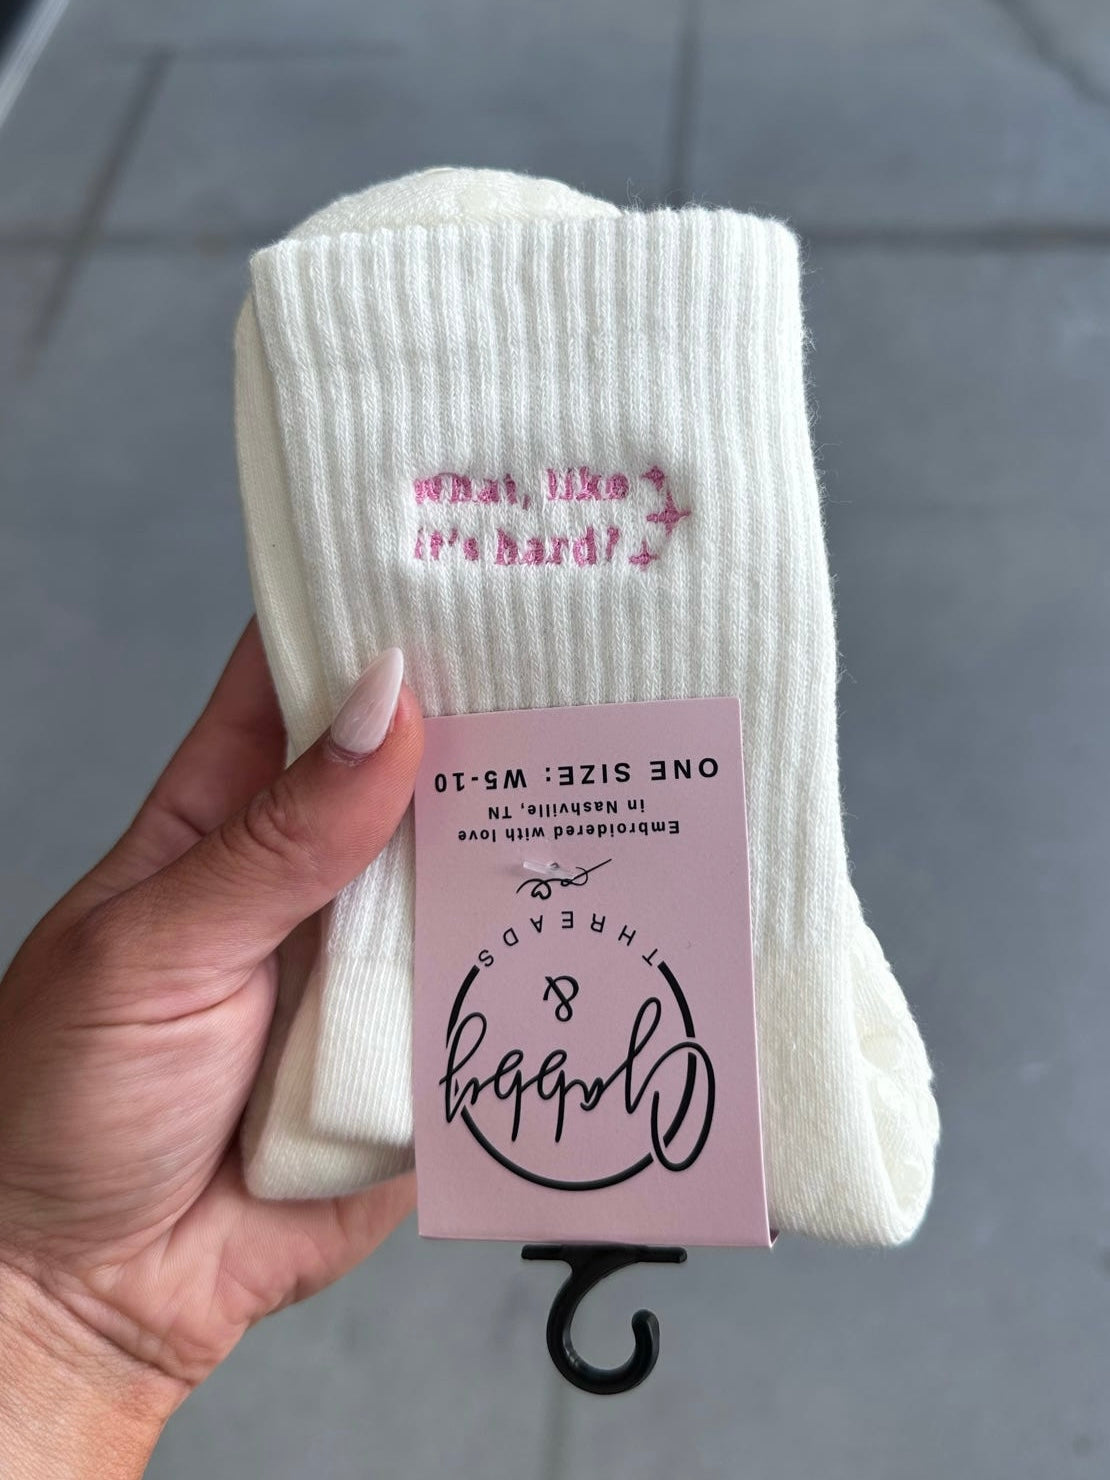 What, like
it's hard?
Gabby
&
THREADS
Embroidered with love
in Nashville, TN
ONE SIZE: W5-10